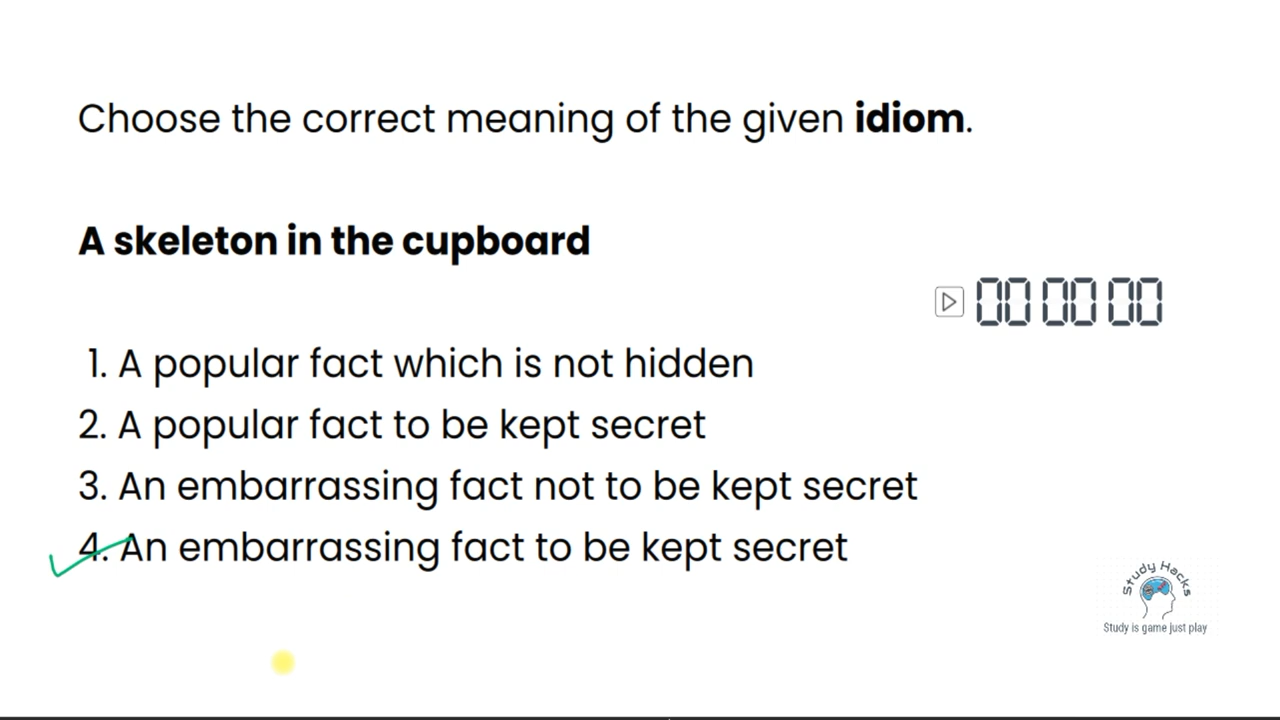 Choose the correct meaning of the given idiom.
A skeleton in the cupboard
00 00 00
1. A popular fact which is not hidden
2. A popular fact to be kept secret
3. An embarrassing fact not to be kept secret
4. An embarrassing fact to be kept secret
Study Hacks
Study is game just play